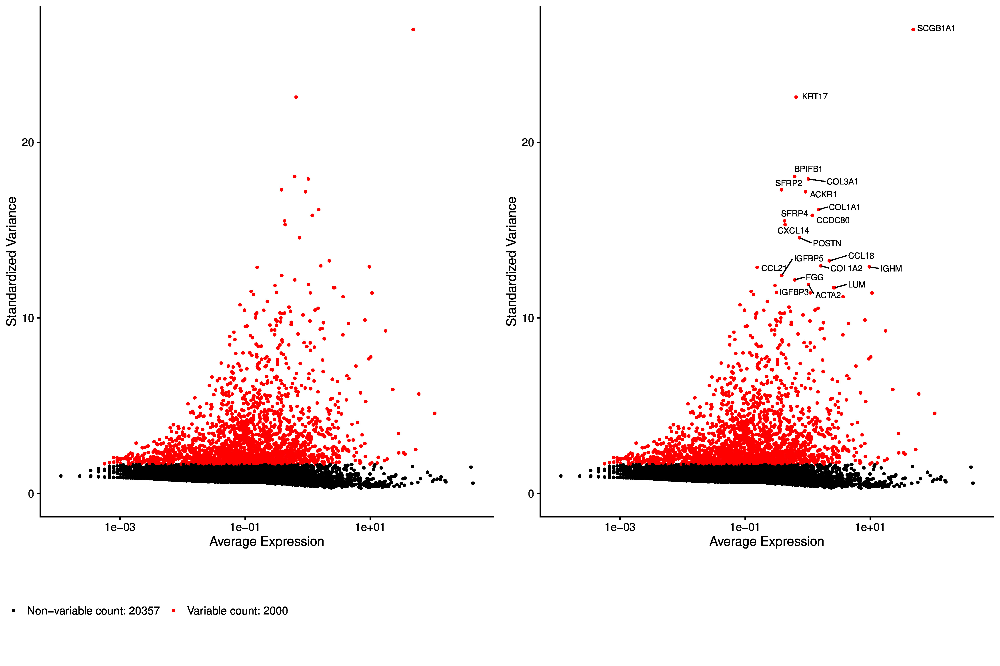 Standardized Variance
20
10
0
1e−03
1e−01
1e+01
Average Expression
Standardized Variance
20
10
0
SCGB1A1
KRT17
BPIFB1
COL3A1
SFRP2
ACKR1
COL1A1
SFRP4
CCDC80
CXCL14
POSTN
CCL18
IGFBP5
CCL21
COL1A2
IGHM
FGG
LUM
IGFBP3
ACTA2
1e−03
1e−01
1e+01
Average Expression
Non−variable count: 20357
Variable count: 2000